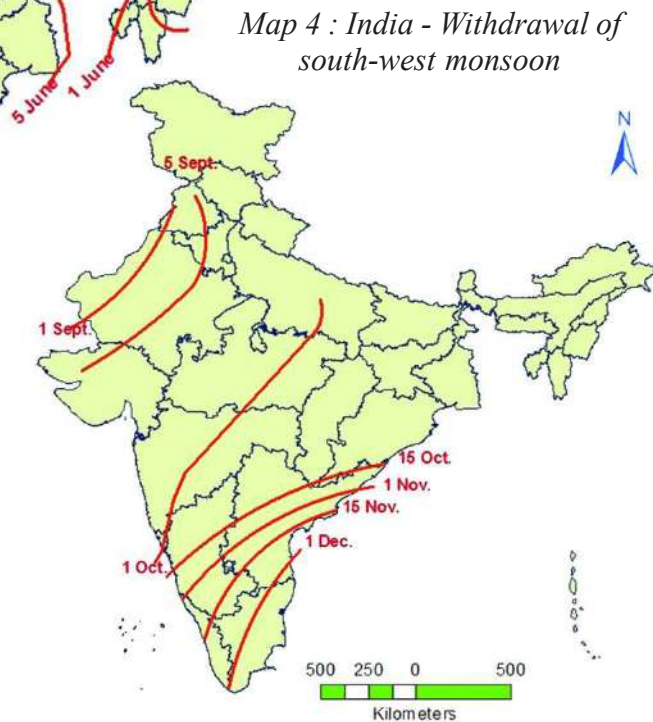 Map 4 : India - Withdrawal of
south-west monsoon
5 June
1 June
N
5 Sept.
1 Sept.
15 Oct.
1 Nov.
15 Nov.
1 Dec.
1 Oct.
500 250 0 500
Kilometers